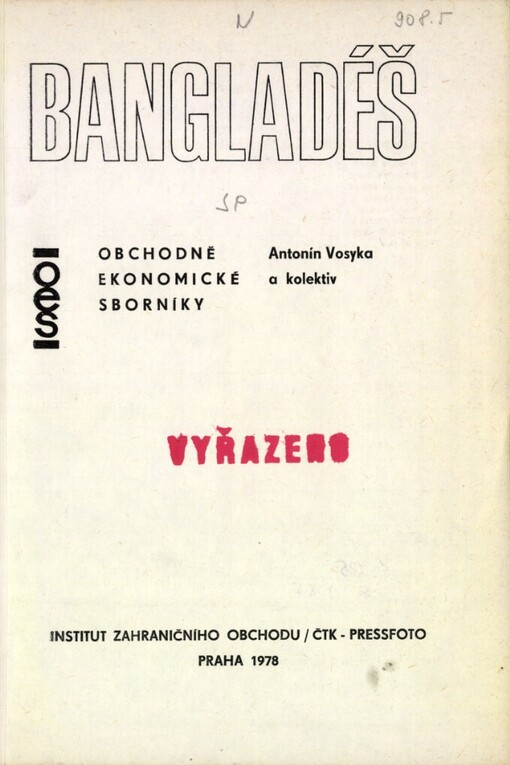 N 908.5
BANGLADÉŠ
SP
OBCHODNĚ
EKONOMICKÉ
SBORNÍKY
Antonín Vosyka
a kolektiv
VYŘAZENO
INSTITUT ZAHRANIČNÍHO OBCHODU / ČTK - PRESSFOTO
PRAHA 1978